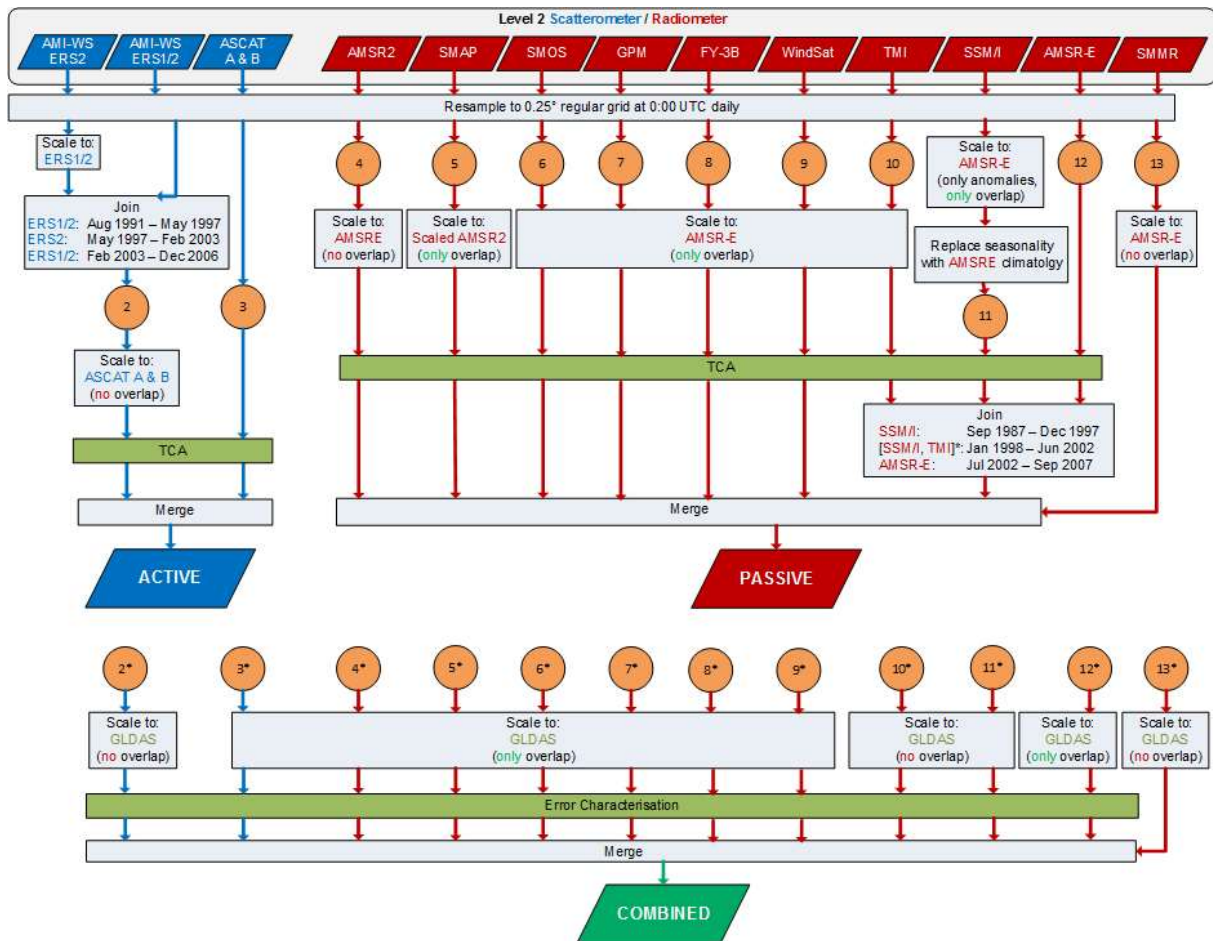 Level 2 Scatterometer / Radiometer
AMI-WS
ERS2
AMI-WS
ERS1/2
ASCAT
A & B
AMSR2
SMAP
SMOS
GPM
FY-3B
WindSat
TMI
SSM/I
AMSR-E
SMMR
Resample to 0.25° regular grid at 0:00 UTC daily
Scale to:
ERS1/2
Join
ERS1/2: Aug 1991 – May 1997
ERS2: May 1997 – Feb 2003
ERS1/2: Feb 2003 – Dec 2006
2
3
Scale to:
ASCAT A & B
(no overlap)
TCA
Merge
ACTIVE
4
5
6
7
8
9
10
Scale to:
AMSR-E
(only anomalies,
only overlap)
12
13
Scale to:
AMSRE
(no overlap)
Scale to:
Scaled AMSR2
(only overlap)
Scale to:
AMSR-E
(only overlap)
Replace seasonality
with AMSRE climatolgy
11
Scale to:
AMSR-E
(no overlap)
TCA
Join
SSM/I: Sep 1987 – Dec 1997
[SSM/I, TMI]*: Jan 1998 – Jun 2002
AMSR-E: Jul 2002 – Sep 2007
Merge
PASSIVE
2*
3*
4*
5*
6*
7*
8*
9*
10*
11*
12*
13*
Scale to:
GLDAS
(no overlap)
Scale to:
GLDAS
(only overlap)
Scale to:
GLDAS
(no overlap)
Scale to:
GLDAS
(only overlap)
Scale to:
GLDAS
(no overlap)
Error Characterisation
Merge
COMBINED